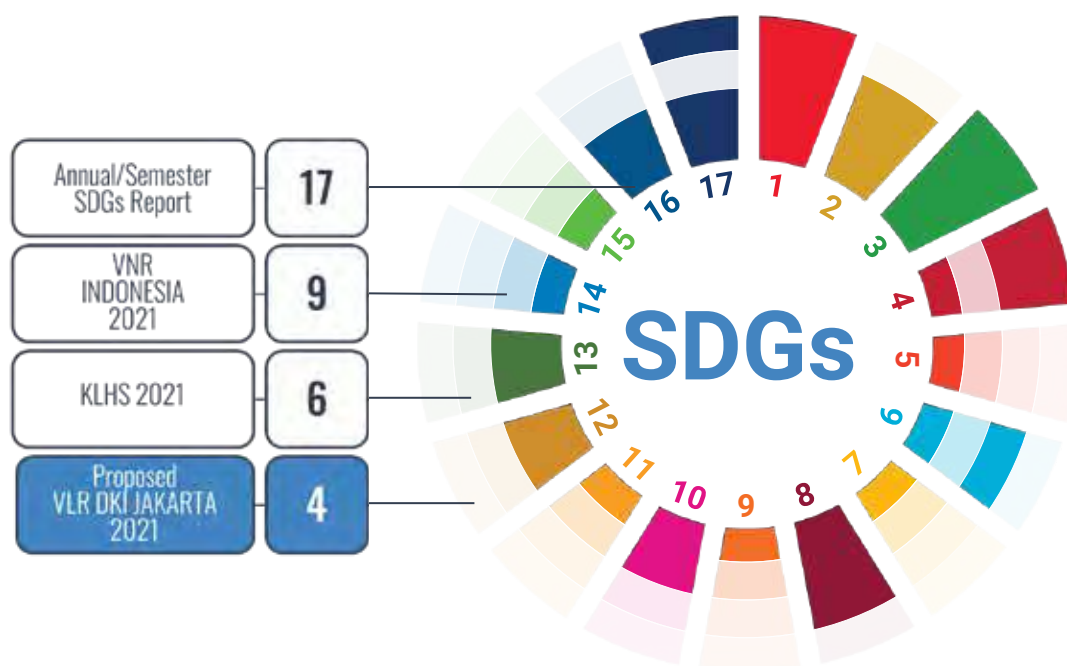 Annual/Semester
SDGs Report
17
VNR
INDONESIA
2021
9
KLHS 2021
6
Proposed
VLR DKI JAKARTA
2021
4
SDGs
1
2
3
4
5
6
7
8
9
10
11
12
13
14
15
16
17